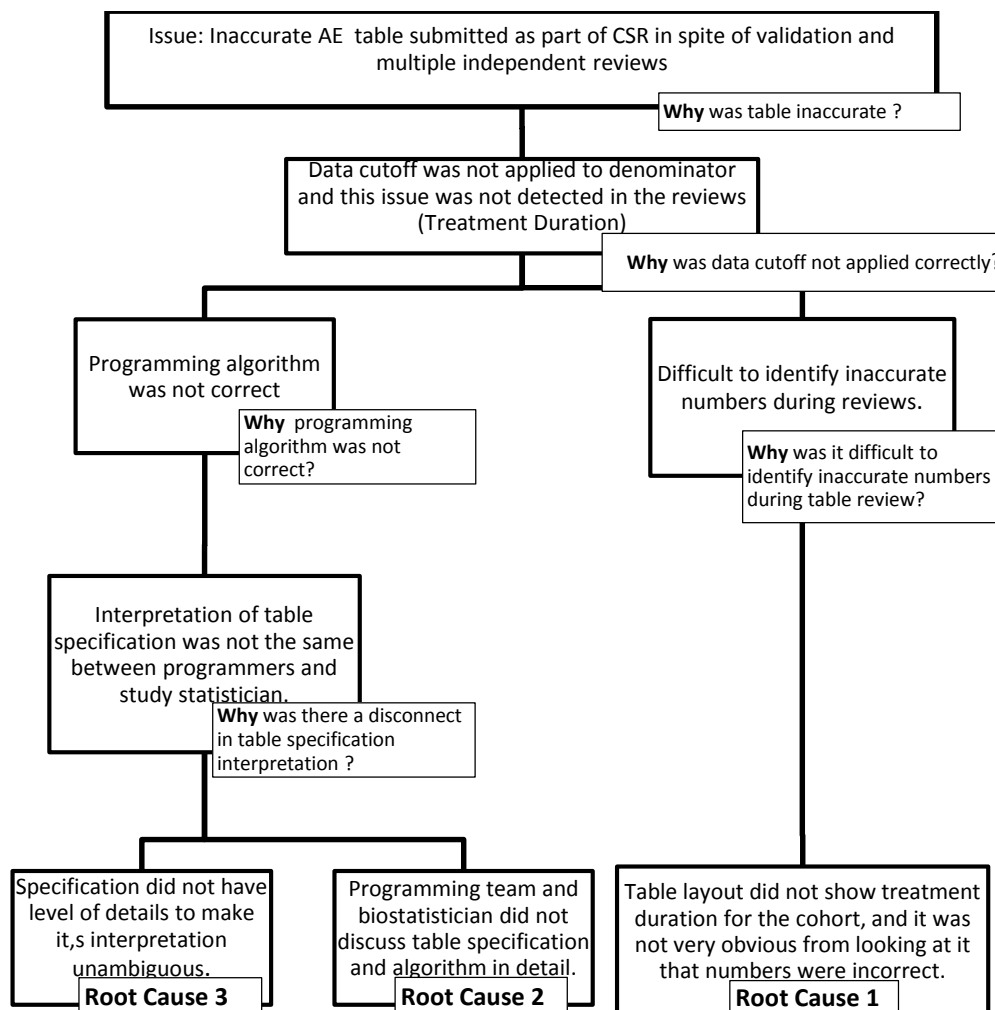 Issue: Inaccurate AE table submitted as part of CSR in spite of validation and
multiple independent reviews
Why was table inaccurate ?
Data cutoff was not applied to denominator
and this issue was not detected in the reviews
(Treatment Duration)
Why was data cutoff not applied correctly?
Programming algorithm
was not correct
Why programming
algorithm was not
correct?
Difficult to identify inaccurate
numbers during reviews.
Why was it difficult to
identify inaccurate numbers
during table review?
Interpretation of table
specification was not the same
between programmers and
study statistician.
Why was there a disconnect
in table specification
interpretation ?
Specification did not have
level of details to make
it,s interpretation
unambiguous.
Root Cause 3
Programming team and
biostatistician did not
discuss table specification
and algorithm in detail.
Root Cause 2
Table layout did not show treatment
duration for the cohort, and it was
not very obvious from looking at it
that numbers were incorrect.
Root Cause 1